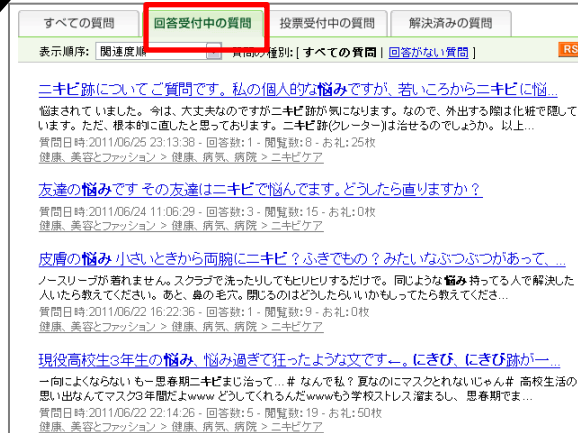 すべての質問 回答受付中の質問 投票受付中の質問 解決済みの質問
表示順序: 関連度順 質問の種別:[ すべての質問 | 回答がない質問 ] RS
ニキビ跡について ご質問です。私の個人的な悩みですが、若いころからニキビに悩...
悩まされて いました。今は、大丈夫なのですがニキビ跡が気になります。なので、外出する際は化粧で隠して
います。ただ、根本的に直したと思っております。ニキビ跡(クレーター)は治せるのでしょうか。以上...
質問日時:2011/06/25 23:13:38 - 回答数:1 - 閲覧数:8 - お礼:25枚
健康、美容とファッション > 健康、病気、病院 > ニキビケア
友達の悩みです その友達はニキビで悩んでます。どうしたら直りますか？
質問日時:2011/06/24 11:06:29 - 回答数:3 - 閲覧数:15 - お礼:0枚
健康、美容とファッション > 健康、病気、病院 > ニキビケア
皮膚の悩み 小さいときから両腕にニキビ？ふきでもの？みたいなぶつぶつがあって、...
ノースリーブが着れません。スクラブで洗ったりしてもヒリヒリするだけで。 同じような悩み 持ってる人で解決した
人いたら教えてください。あと、鼻の毛穴。閉じるのはどうしたらいいかもしってたら教えてくださ...
質問日時:2011/06/22 16:22:36 - 回答数:1 - 閲覧数:9 - お礼:0枚
健康、美容とファッション > 健康、病気、病院 > ニキビケア
現役高校生3年生の悩み、悩み過ぎて狂ったような文です←。にきび、にきび跡が一...
一向によくならない もー思春期ニキビまじ治って...# なんで私？夏なのにマスクとれないじゃん# 高校生活の
思い出なんてマスク3年間だよwww どうしてくれるんだwwwもう学校ストレス溜まるし、 思春期でま...
質問日時:2011/06/22 22:14:26 - 回答数:5 - 閲覧数:19 - お礼:50枚
健康、美容とファッション > 健康、病気、病院 > ニキビケア